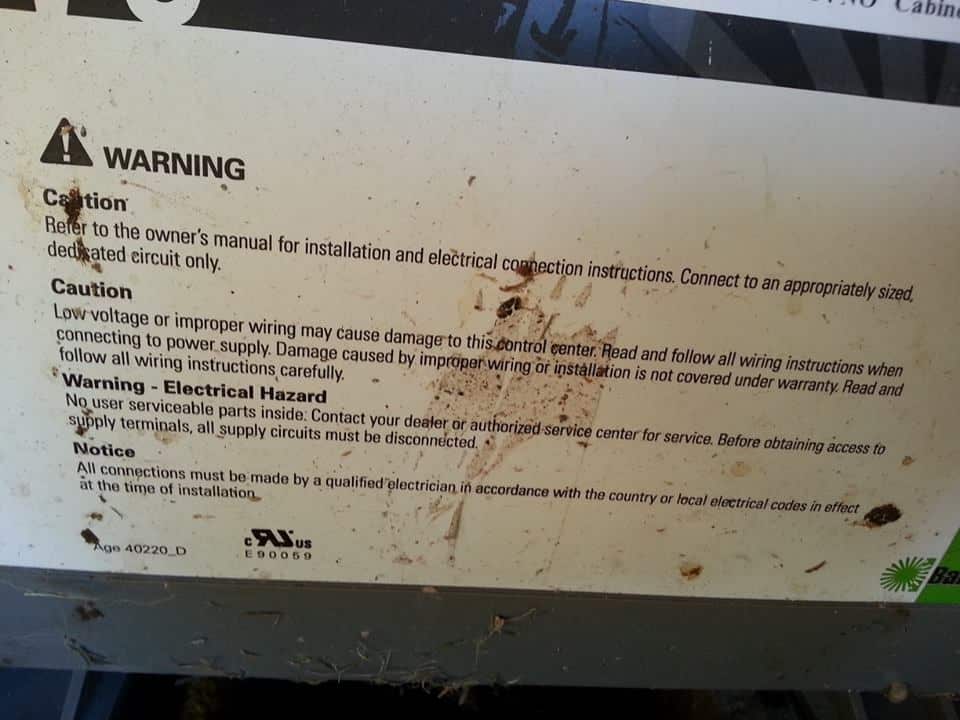 Cabine
WARNING
Caution
Refer to the owner's manual for installation and electrical connection instructions. Connect to an appropriately sized,
dedicated circuit only.
Caution
Low voltage or improper wiring may cause damage to this control center. Read and follow all wiring instructions when
connecting to power supply. Damage caused by improper wiring or installation is not covered under warranty. Read and
follow all wiring instructions carefully.
Warning - Electrical Hazard
No user serviceable parts inside. Contact your dealer or authorized service center for service. Before obtaining access to
supply terminals, all supply circuits must be disconnected.
Notice
All connections must be made by a qualified electrician in accordance with the country or local electrical codes in effect
at the time of installation.
Age 40220_D
c RU us
E90059